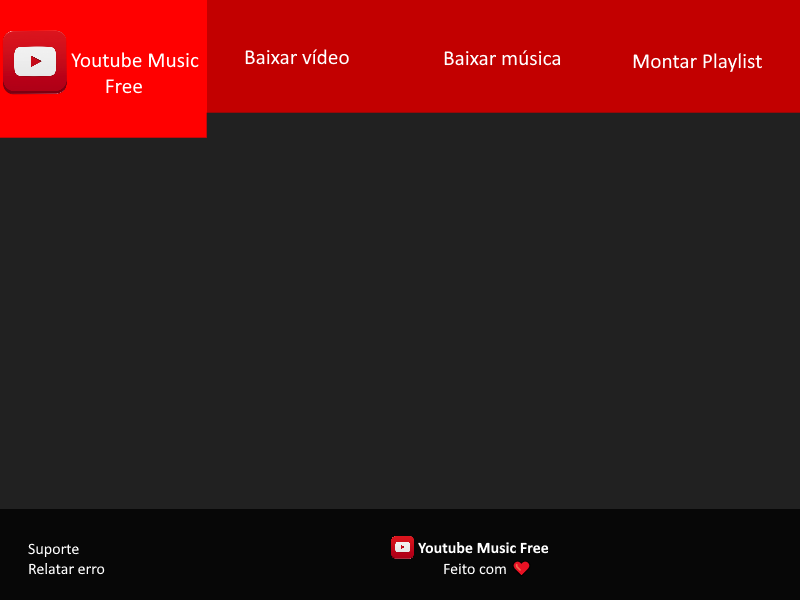 Youtube Music
Free
Baixar vídeo
Baixar música
Montar Playlist
Suporte
Relatar erro
Youtube Music Free
Feito com